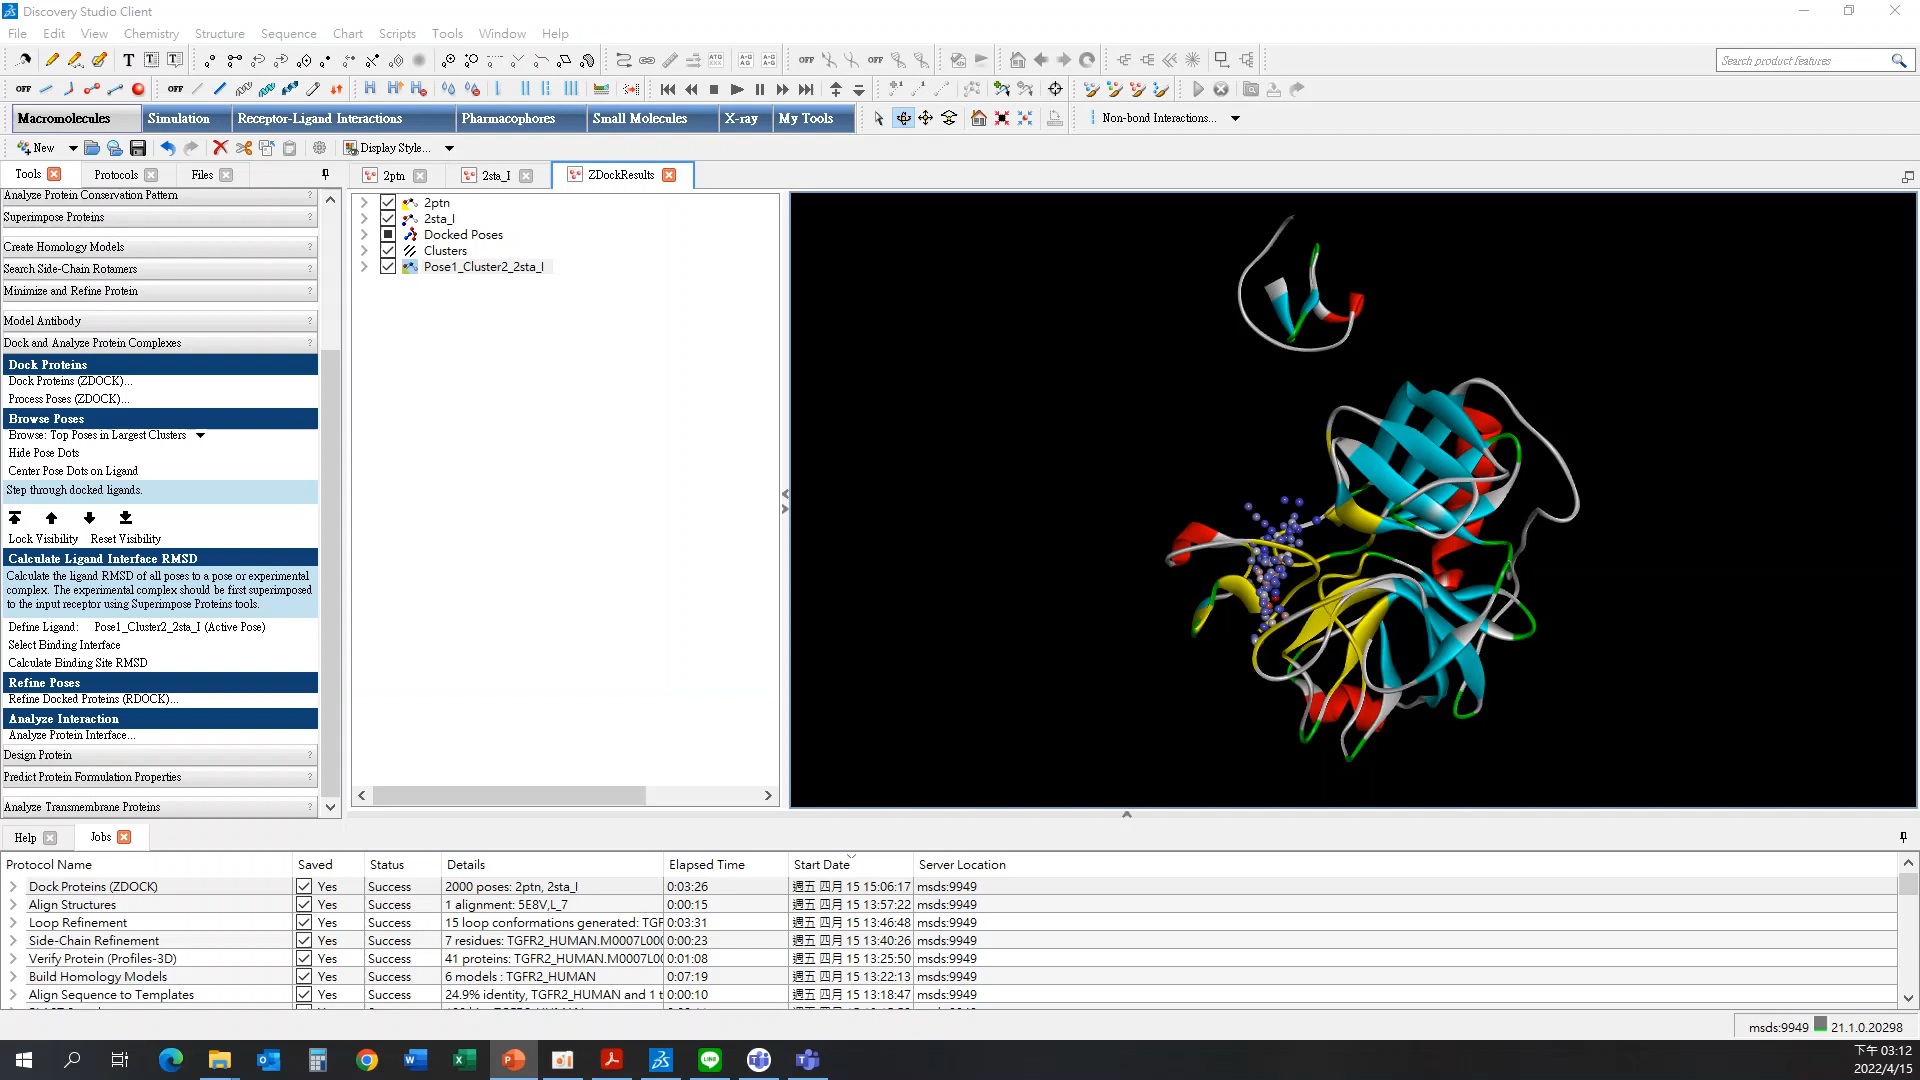 Discovery Studio Client
File Edit View Chemistry Structure Sequence Chart Scripts Tools Window Help
Search product features
Macromolecules Simulation Receptor-Ligand Interactions Pharmacophores Small Molecules X-ray My Tools Non-bond Interactions...
New Display Style...
Tools Protocols Files 2ptn 2sta_I ZDockResults
Analyze Protein Conservation Pattern
Superimpose Proteins
Create Homology Models
Search Side-Chain Rotamers
Minimize and Refine Protein
Model Antibody
Dock and Analyze Protein Complexes
Dock Proteins
Dock Proteins (ZDOCK)...
Process Poses (ZDOCK)...
Browse Poses
Browse: Top Poses in Largest Clusters
Hide Pose Dots
Center Pose Dots on Ligand
Step through docked ligands.
Lock Visibility Reset Visibility
Calculate Ligand Interface RMSD
Calculate the ligand RMSD of all poses to a pose or experimental
complex. The experimental complex should be first superimposed
to the input receptor using Superimpose Proteins tools.
Define Ligand: Pose1_Cluster2_2sta_I (Active Pose)
Select Binding Interface
Calculate Binding Site RMSD
Refine Poses
Refine Docked Proteins (RDOCK)...
Analyze Interaction
Analyze Protein Interface...
Design Protein
Predict Protein Formulation Properties
Analyze Transmembrane Proteins
2ptn
2sta_I
Docked Poses
Clusters
Pose1_Cluster2_2sta_I
Help Jobs
Protocol Name Saved Status Details Elapsed Time Start Date Server Location
Dock Proteins (ZDOCK) Yes Success 2000 poses: 2ptn, 2sta_I 0:03:26 週五 四月 15 15:06:17 msds:9949
Align Structures Yes Success 1 alignment: 5E8V,L_7 0:00:15 週五 四月 15 13:57:22 msds:9949
Loop Refinement Yes Success 15 loop conformations generated: TGF 0:03:31 週五 四月 15 13:46:48 msds:9949
Side-Chain Refinement Yes Success 7 residues: TGFR2_HUMAN.M0007L000 0:00:23 週五 四月 15 13:40:26 msds:9949
Verify Protein (Profiles-3D) Yes Success 41 proteins: TGFR2_HUMAN.M0007L00 0:01:08 週五 四月 15 13:25:50 msds:9949
Build Homology Models Yes Success 6 models : TGFR2_HUMAN 0:07:19 週五 四月 15 13:22:13 msds:9949
Align Sequence to Templates Yes Success 24.9% identity, TGFR2_HUMAN and 1 t 0:00:10 週五 四月 15 13:18:47 msds:9949
msds:9949 21.1.0.20298
下午 03:12
2022/4/15